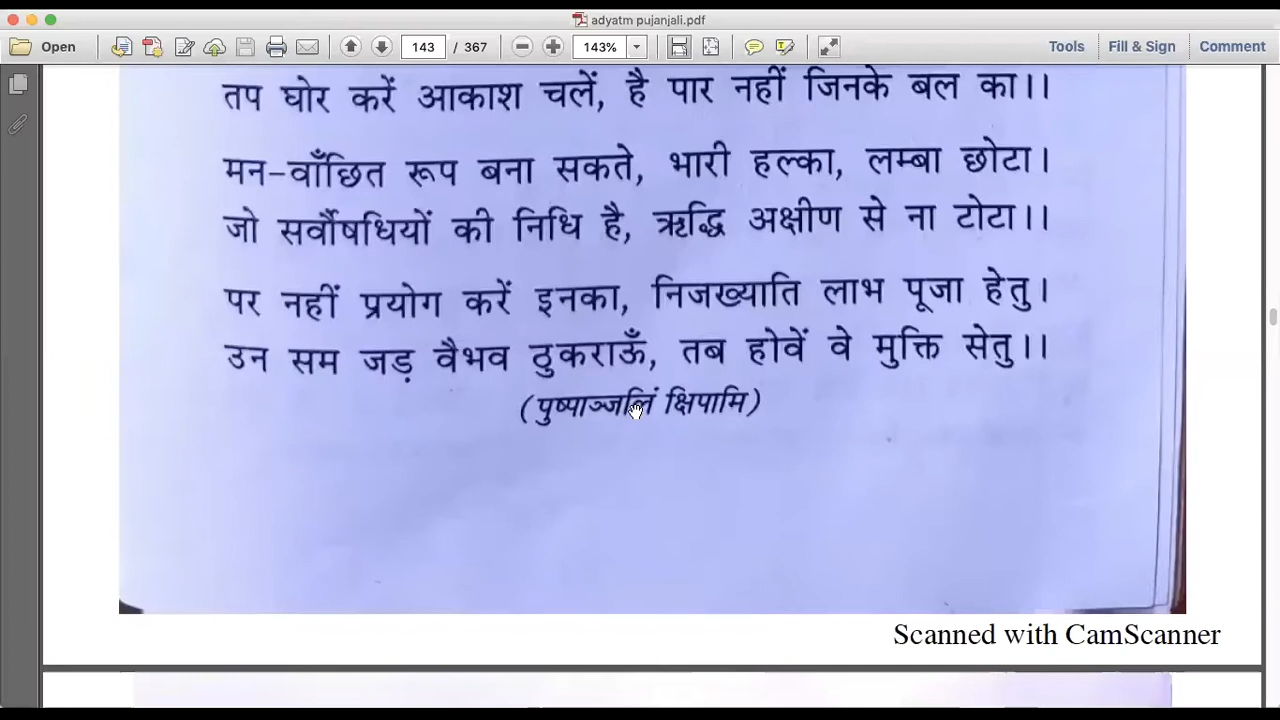 adyatm pujanjali.pdf
Open 143 / 367 143% Tools Fill & Sign Comment
तप घोर करें आकाश चलें, है पार नहीं जिनके बल का।।
मन-वाँछित रूप बना सकते, भारी हल्का, लम्बा छोटा।
जो सर्वौषधियों की निधि है, ऋद्धि अक्षीण से ना टोटा।।
पर नहीं प्रयोग करें इनका, निजख्याति लाभ पूजा हेतु।
उन सम जड़ वैभव ठुकराऊँ, तब होवें वे मुक्ति सेतु।।
(पुष्पाञ्जलिं क्षिपामि)
Scanned with CamScanner